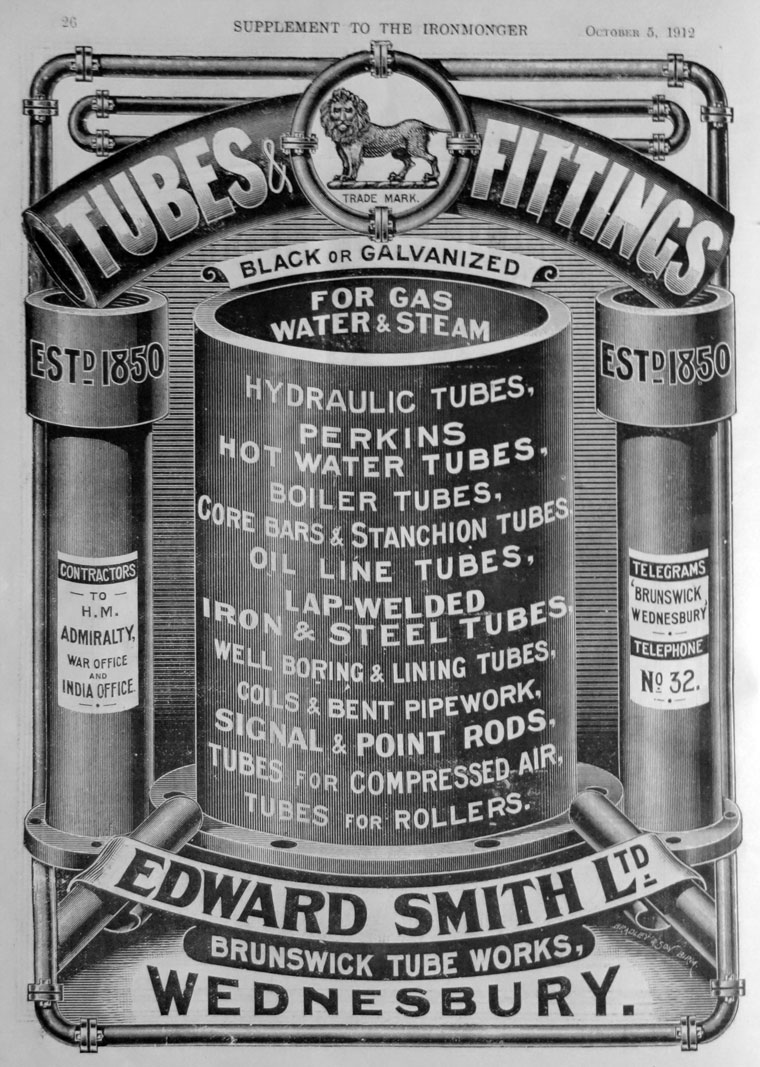 26
SUPPLEMENT TO THE IRONMONGER
OCTOBER 5, 1912
TUBES & FITTINGS
TRADE MARK.
BLACK OR GALVANIZED
FOR GAS
WATER & STEAM
ESTD 1850
ESTD 1850
HYDRAULIC TUBES,
PERKINS
HOT WATER TUBES,
BOILER TUBES,
CORE BARS & STANCHION TUBES,
OIL LINE TUBES,
LAP-WELDED
IRON & STEEL TUBES,
WELL BORING & LINING TUBES,
COILS & BENT PIPEWORK,
SIGNAL & POINT RODS,
TUBES FOR COMPRESSED AIR,
TUBES FOR ROLLERS.
CONTRACTORS
TO
H.M.
ADMIRALTY,
WAR OFFICE
AND
INDIA OFFICE.
TELEGRAMS
'BRUNSWICK,
WEDNESBURY'
TELEPHONE
No 32.
EDWARD SMITH LTD
BRUNSWICK TUBE WORKS,
WEDNESBURY.